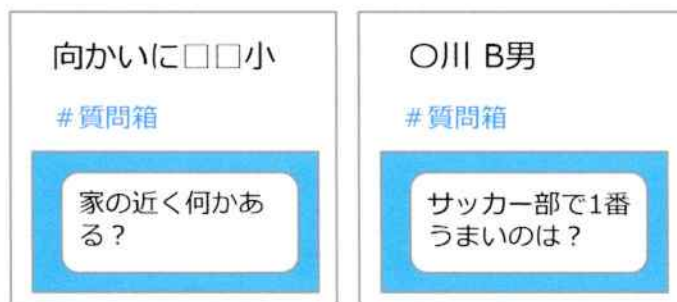 向かいに□□小
#質問箱
家の近く何かあ
る？
〇川 B男
#質問箱
サッカー部で1番
うまいのは？